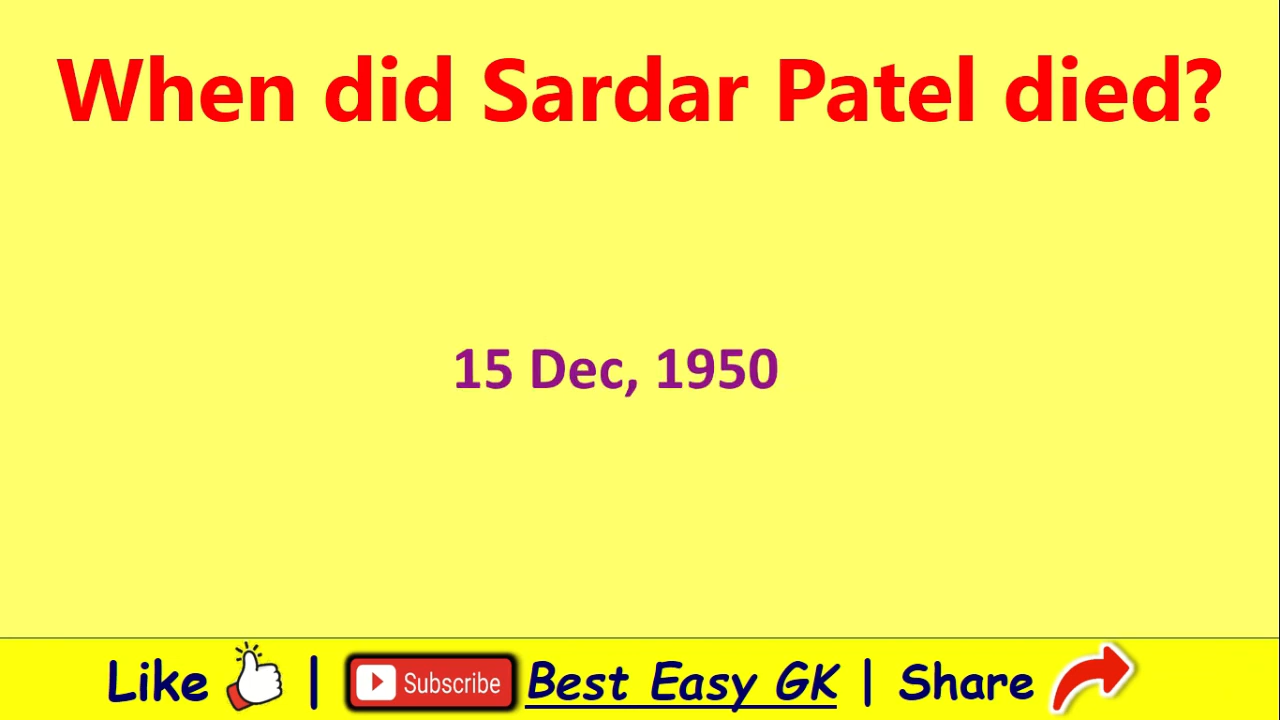 When did Sardar Patel died?
15 Dec, 1950
Like | Subscribe Best Easy GK | Share